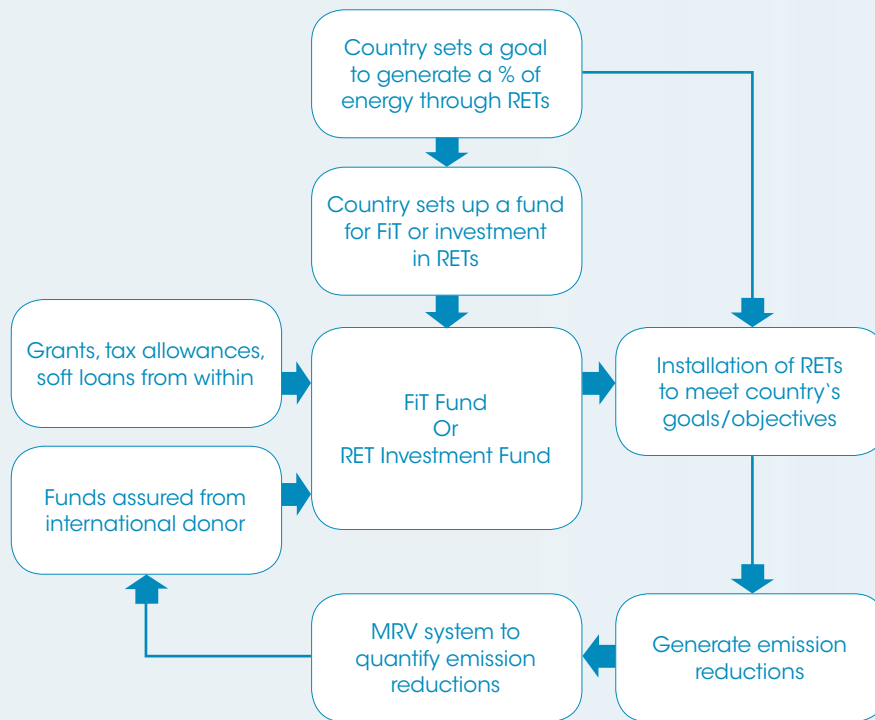 Country sets a goal
to generate a % of
energy through RETs
Country sets up a fund
for FiT or investment
in RETs
Grants, tax allowances,
soft loans from within
FiT Fund
Or
RET Investment Fund
Installation of RETs
to meet country`s
goals/objectives
Funds assured from
international donor
MRV system to
quantify emission
reductions
Generate emission
reductions